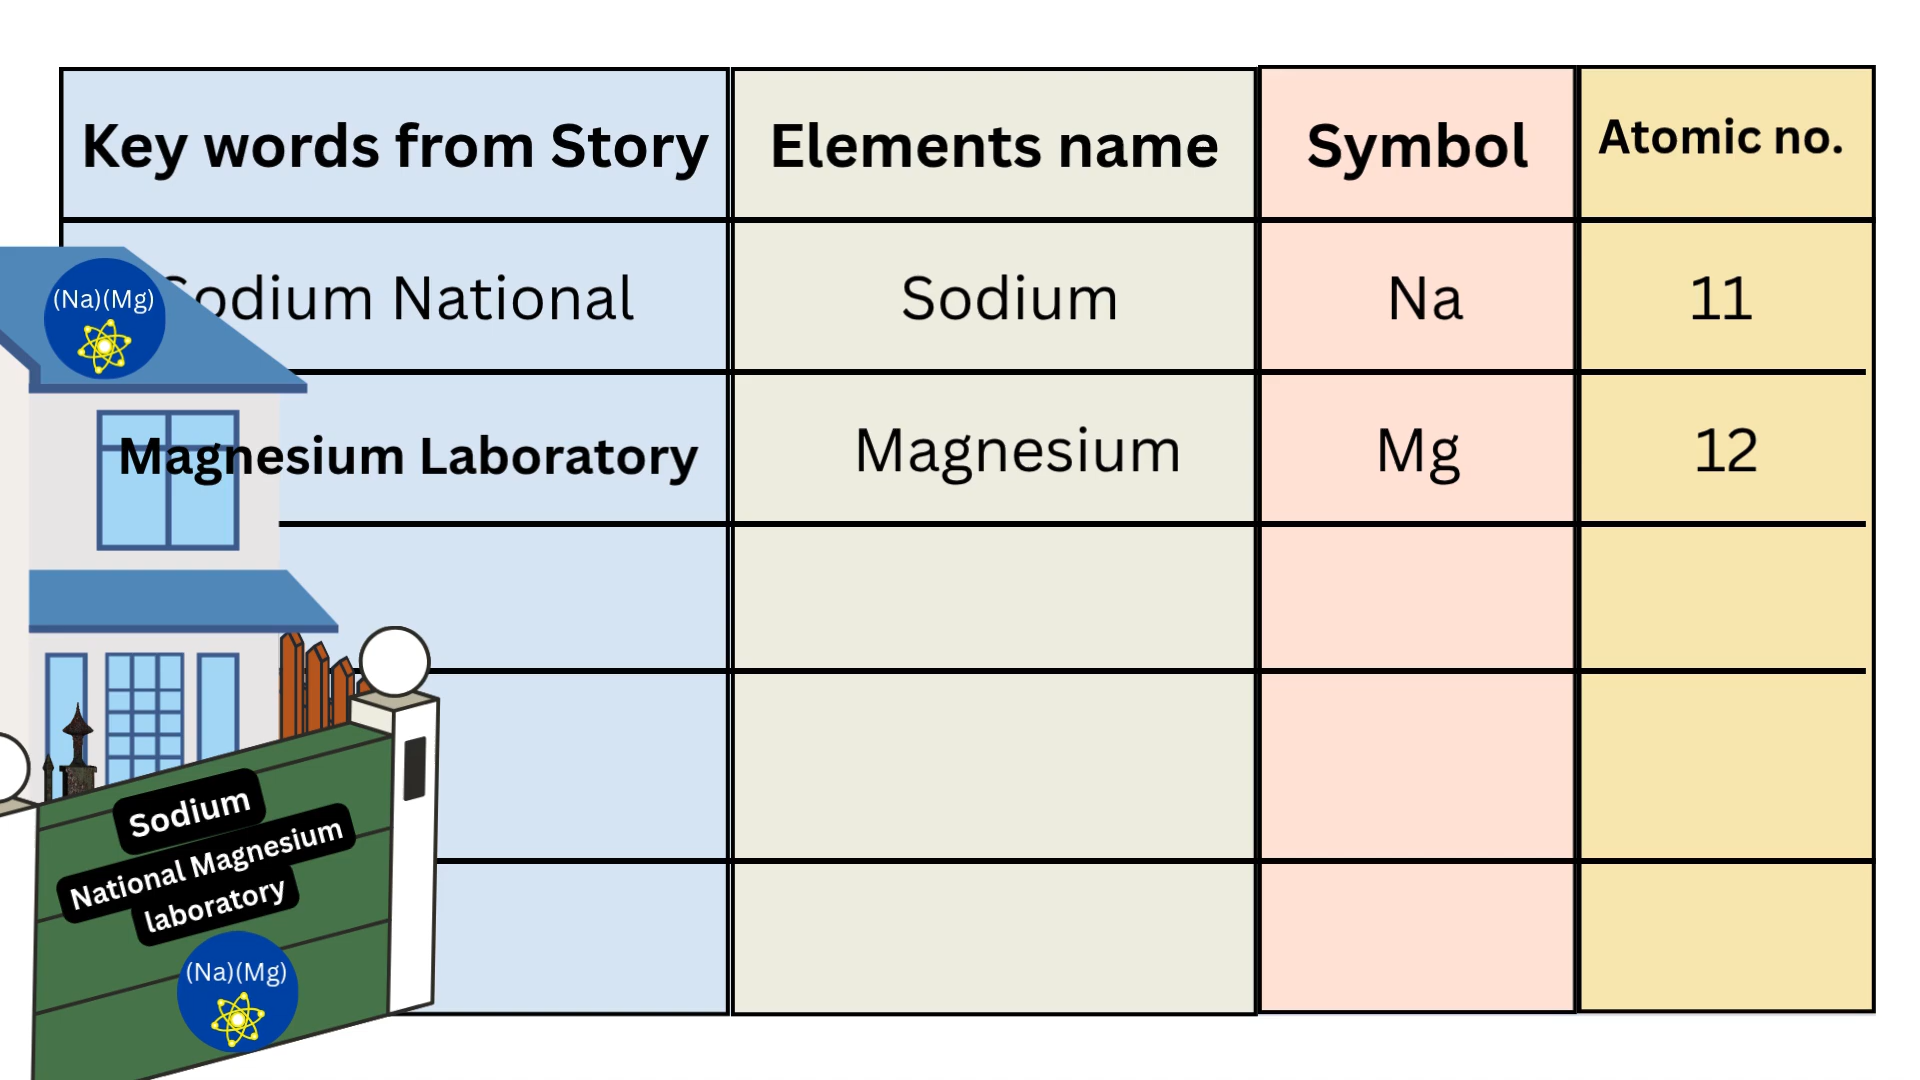 Key words from Story Elements name Symbol Atomic no.
Sodium National Sodium Na 11
Magnesium Laboratory Magnesium Mg 12
(Na)(Mg)
Sodium
National Magnesium
laboratory
(Na)(Mg)